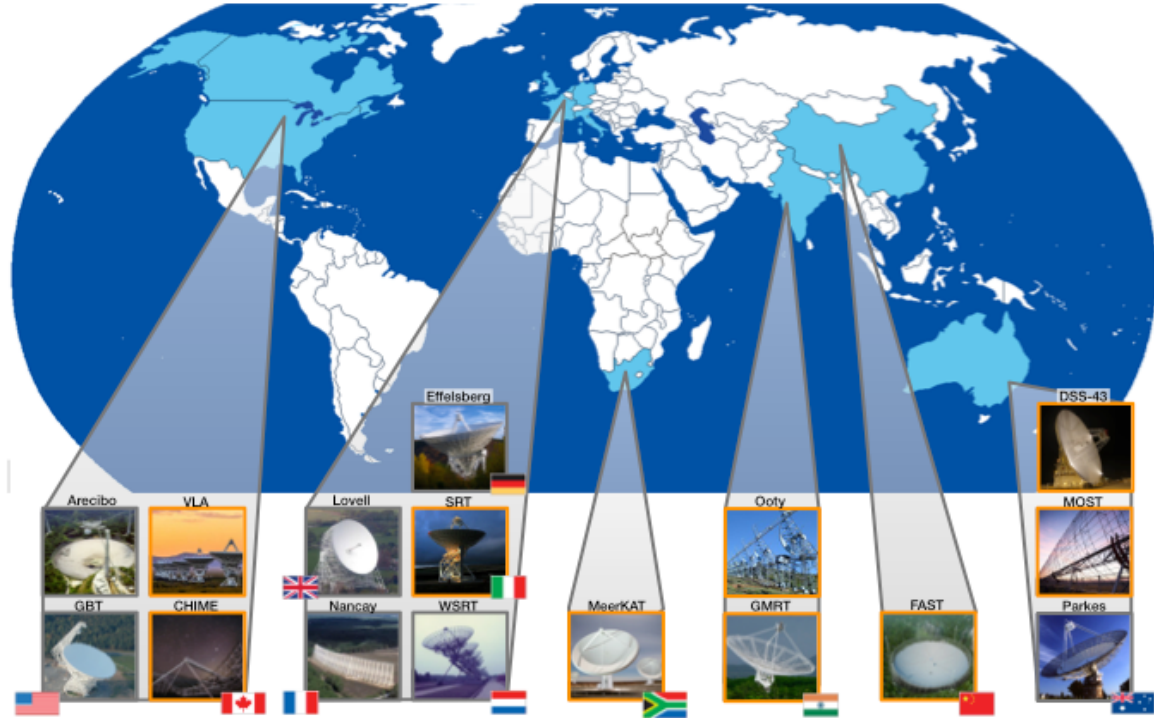 Effelsberg
DSS-43
Arecibo
VLA
Lovell
SRT
Ooty
MOST
GBT
CHIME
Nancay
WSRT
MeerKAT
GMRT
FAST
Parkes